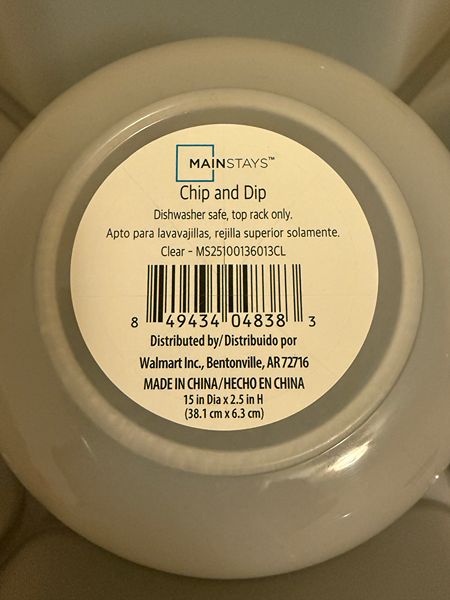 MAINSTAYS™
Chip and Dip
Dishwasher safe, top rack only.
Apto para lavavajillas, rejilla superior solamente.
Clear - MS25100136013CL
8 49434 04838 3
Distributed by/Distribuido por
Walmart Inc., Bentonville, AR 72716
MADE IN CHINA/HECHO EN CHINA
15 in Dia x 2.5 in H
(38.1 cm x 6.3 cm)